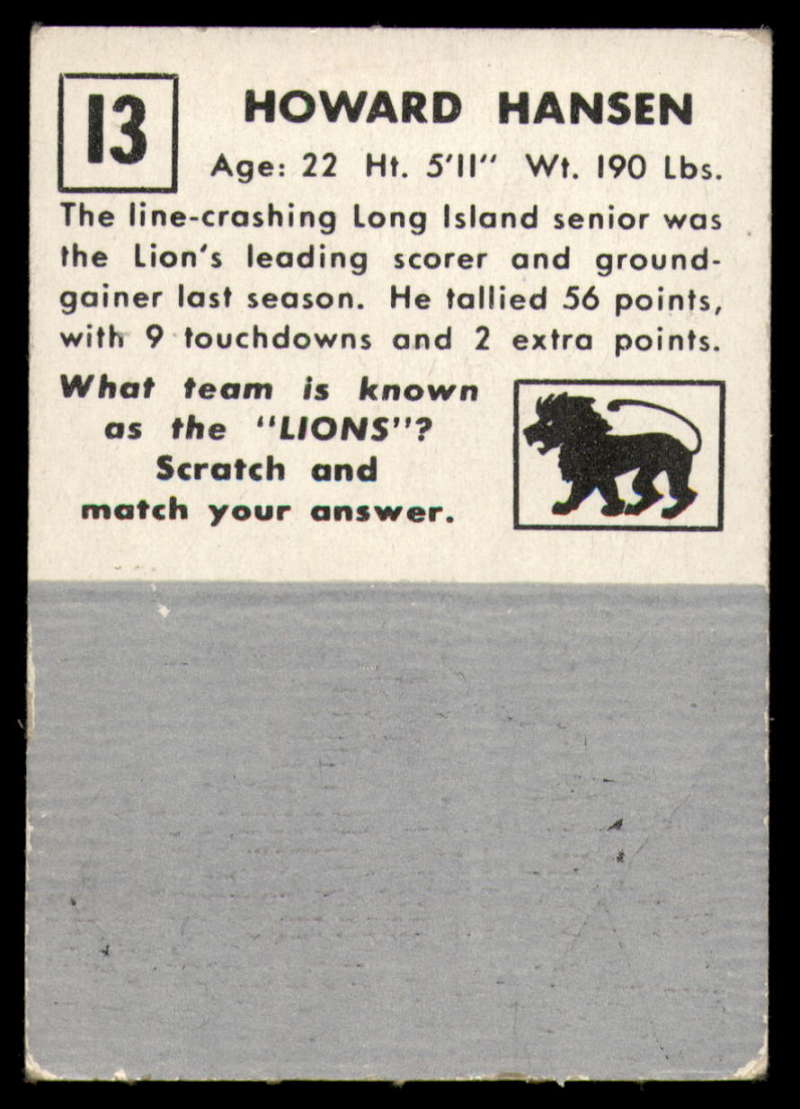 13
HOWARD HANSEN
Age: 22 Ht. 5'11" Wt. 190 Lbs.
The line-crashing Long Island senior was
the Lion's leading scorer and ground-
gainer last season. He tallied 56 points,
with 9 touchdowns and 2 extra points.
What team is known
as the "LIONS"?
Scratch and
match your answer.